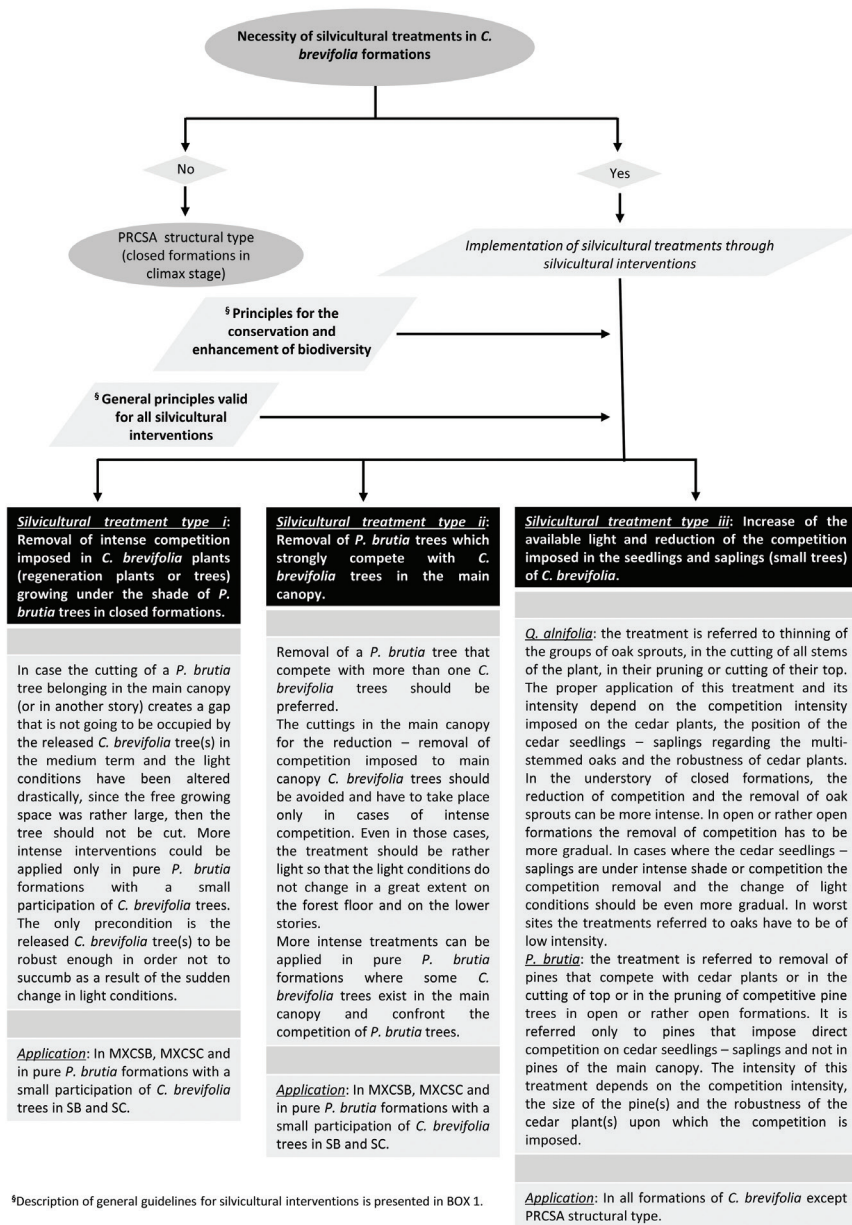 Necessity of silvicultural treatments in C.
brevifolia formations
No
Yes
PRCSA structural type
(closed formations in
climax stage)
Implementation of silvicultural treatments through
silvicultural interventions
§ Principles for the
conservation and
enhancement of biodiversity
§ General principles valid
for all silvicultural
interventions
Silvicultural treatment type i:
Removal of intense competition
imposed in C. brevifolia plants
(regeneration plants or trees)
growing under the shade of P.
brutia trees in closed formations.
In case the cutting of a P. brutia
tree belonging in the main canopy
(or in another story) creates a gap
that is not going to be occupied by
the released C. brevifolia tree(s) in
the medium term and the light
conditions have been altered
drastically, since the free growing
space was rather large, then the
tree should not be cut. More
intense interventions could be
applied only in pure P. brutia
formations with a small
participation of C. brevifolia trees.
The only precondition is the
released C. brevifolia tree(s) to be
robust enough in order not to
succumb as a result of the sudden
change in light conditions.
Application: In MXCSB, MXCSC and
in pure P. brutia formations with a
small participation of C. brevifolia
trees in SB and SC.
Silvicultural treatment type ii:
Removal of P. brutia trees which
strongly compete with C.
brevifolia trees in the main
canopy.
Removal of a P. brutia tree that
compete with more than one C.
brevifolia trees should be
preferred.
The cuttings in the main canopy
for the reduction – removal of
competition imposed to main
canopy C. brevifolia trees should
be avoided and have to take place
only in cases of intense
competition. Even in those cases,
the treatment should be rather
light so that the light conditions do
not change in a great extent on
the forest floor and on the lower
stories.
More intense treatments can be
applied in pure P. brutia
formations where some C.
brevifolia trees exist in the main
canopy and confront the
competition of P. brutia trees.
Application: In MXCSB, MXCSC and
in pure P. brutia formations with a
small participation of C. brevifolia
trees in SB and SC.
Silvicultural treatment type iii: Increase of the
available light and reduction of the competition
imposed in the seedlings and saplings (small trees)
of C. brevifolia.
Q. alnifolia: the treatment is referred to thinning of
the groups of oak sprouts, in the cutting of all stems
of the plant, in their pruning or cutting of their top.
The proper application of this treatment and its
intensity depend on the competition intensity
imposed on the cedar plants, the position of the
cedar seedlings – saplings regarding the multi-
stemmed oaks and the robustness of cedar plants.
In the understory of closed formations, the
reduction of competition and the removal of oak
sprouts can be more intense. In open or rather open
formations the removal of competition has to be
more gradual. In cases where the cedar seedlings –
saplings are under intense shade or competition the
competition removal and the change of light
conditions should be even more gradual. In worst
sites the treatments referred to oaks have to be of
low intensity.
P. brutia: the treatment is referred to removal of
pines that compete with cedar plants or in the
cutting of top or in the pruning of competitive pine
trees in open or rather open formations. It is
referred only to pines that impose direct
competition on cedar seedlings – saplings and not in
pines of the main canopy. The intensity of this
treatment depends on the competition intensity,
the size of the pine(s) and the robustness of the
cedar plant(s) upon which the competition is
imposed.
Application: In all formations of C. brevifolia except
PRCSA structural type.
§Description of general guidelines for silvicultural interventions is presented in BOX 1.